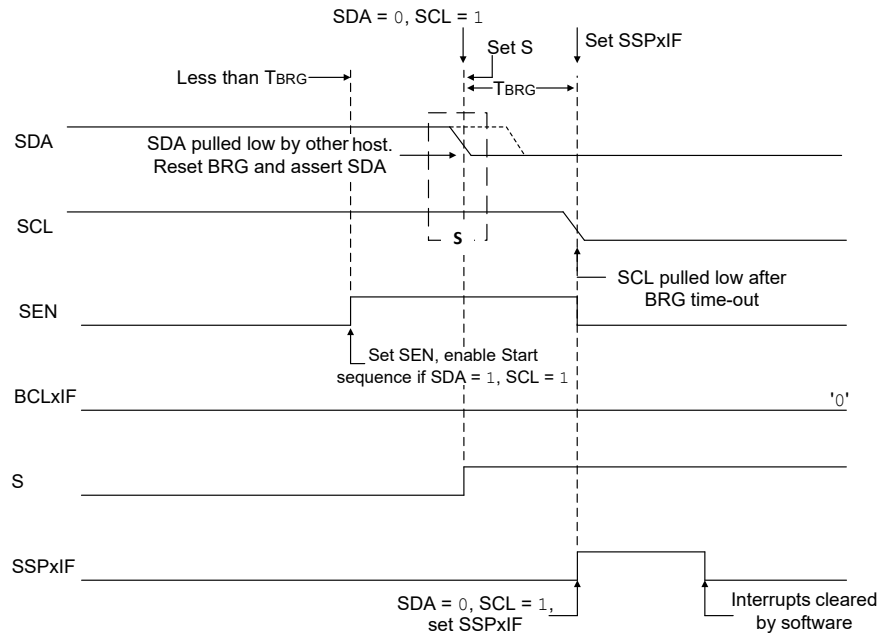 SDA = 0, SCL = 1
Set S
Set SSPxIF
Less than TBRG
TBRG
SDA
SDA pulled low by other host.
Reset BRG and assert SDA
SCL
S
SCL pulled low after
BRG time-out
SEN
Set SEN, enable Start
sequence if SDA = 1, SCL = 1
BCLxIF
'0'
S
SSPxIF
SDA = 0, SCL = 1,
set SSPxIF
Interrupts cleared
by software